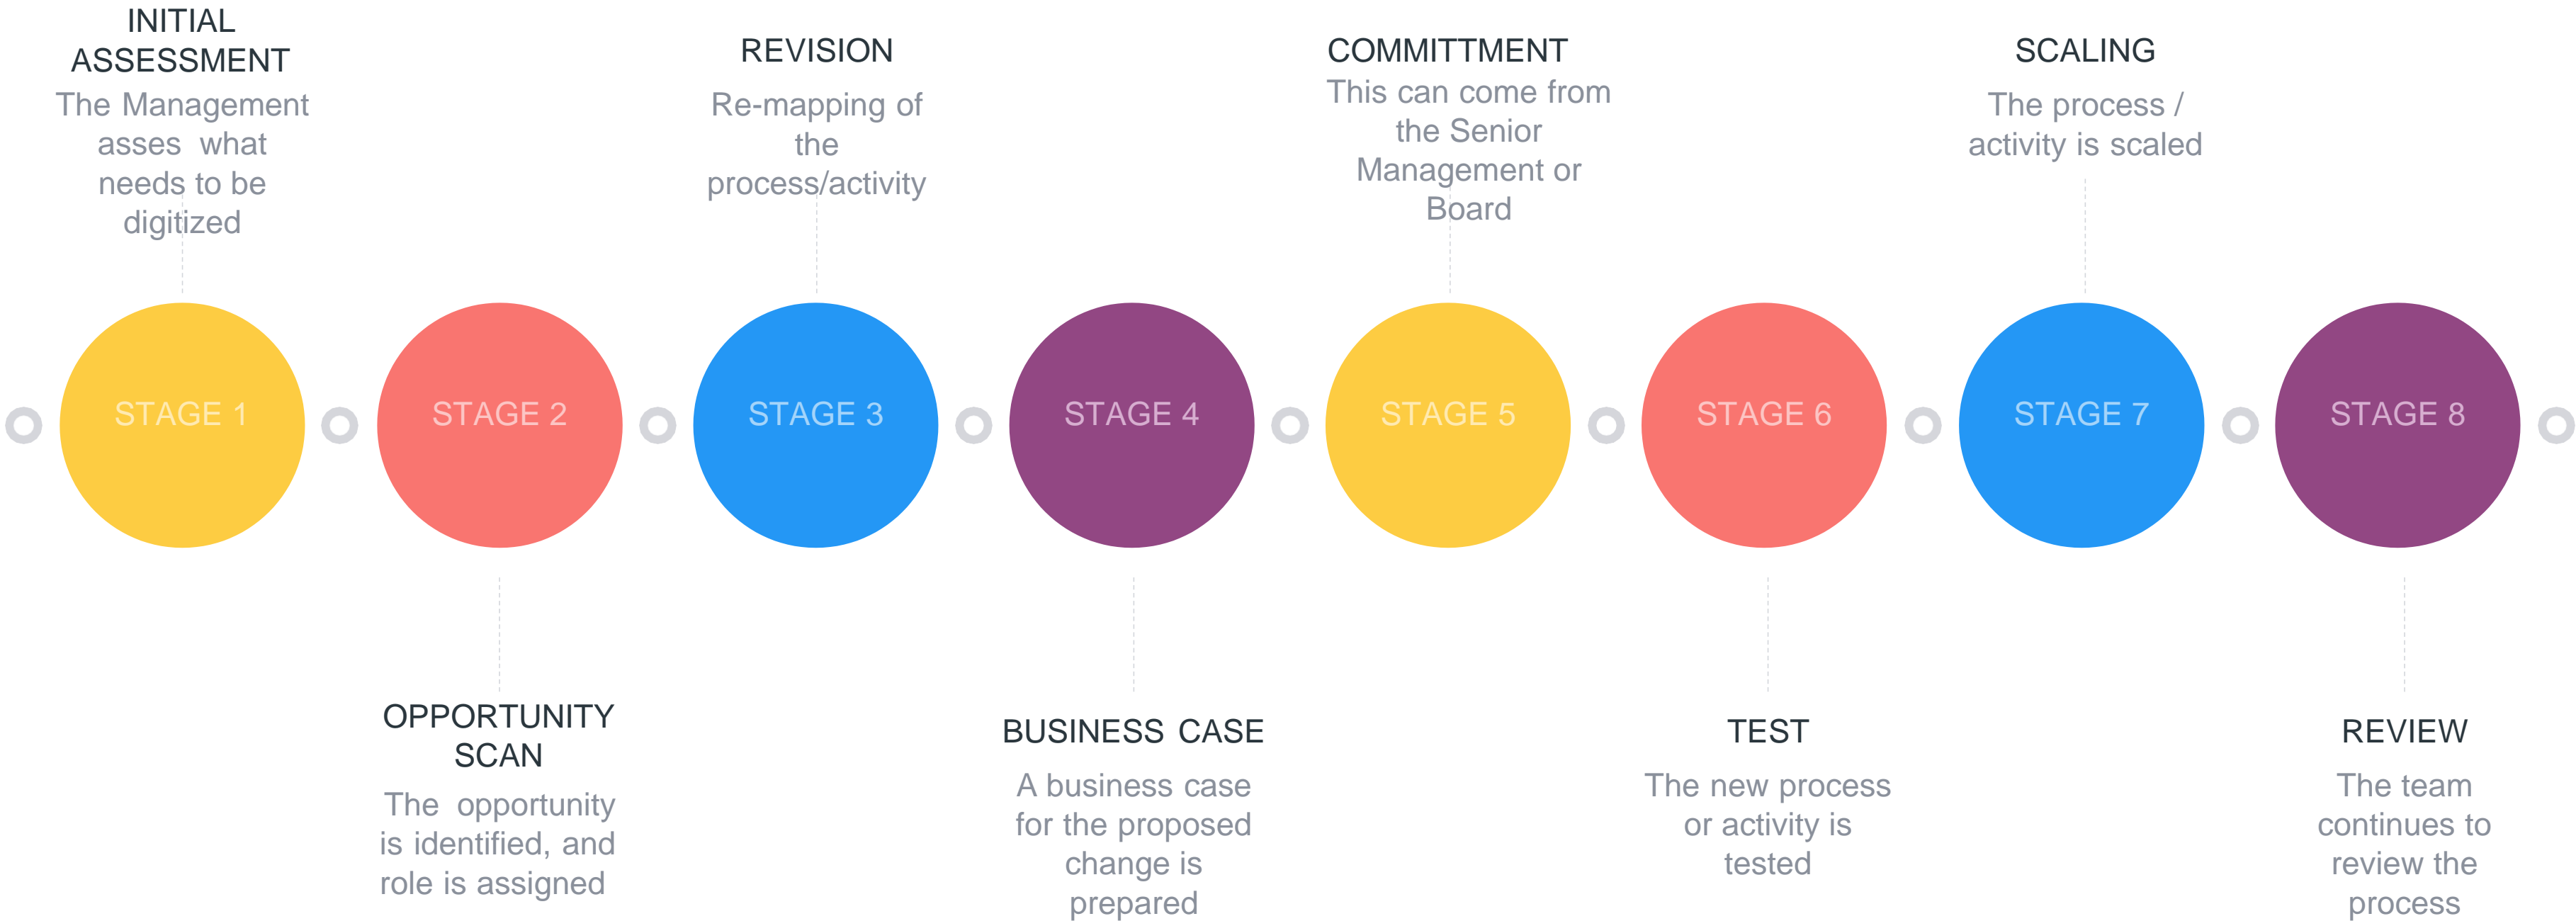 INITIAL
ASSESSMENT
The Management
asses what
needs to be
digitized
REVISION
Re-mapping of
the
process/activity
COMMITTMENT
This can come from
the Senior
Management or
Board
SCALING
The process /
activity is scaled
STAGE 1
STAGE 2
STAGE 3
STAGE 4
STAGE 5
STAGE 6
STAGE 7
STAGE 8
OPPORTUNITY
SCAN
The opportunity
is identified, and
role is assigned
BUSINESS CASE
A business case
for the proposed
change is
prepared
TEST
The new process
or activity is
tested
REVIEW
The team
continues to
review the
process